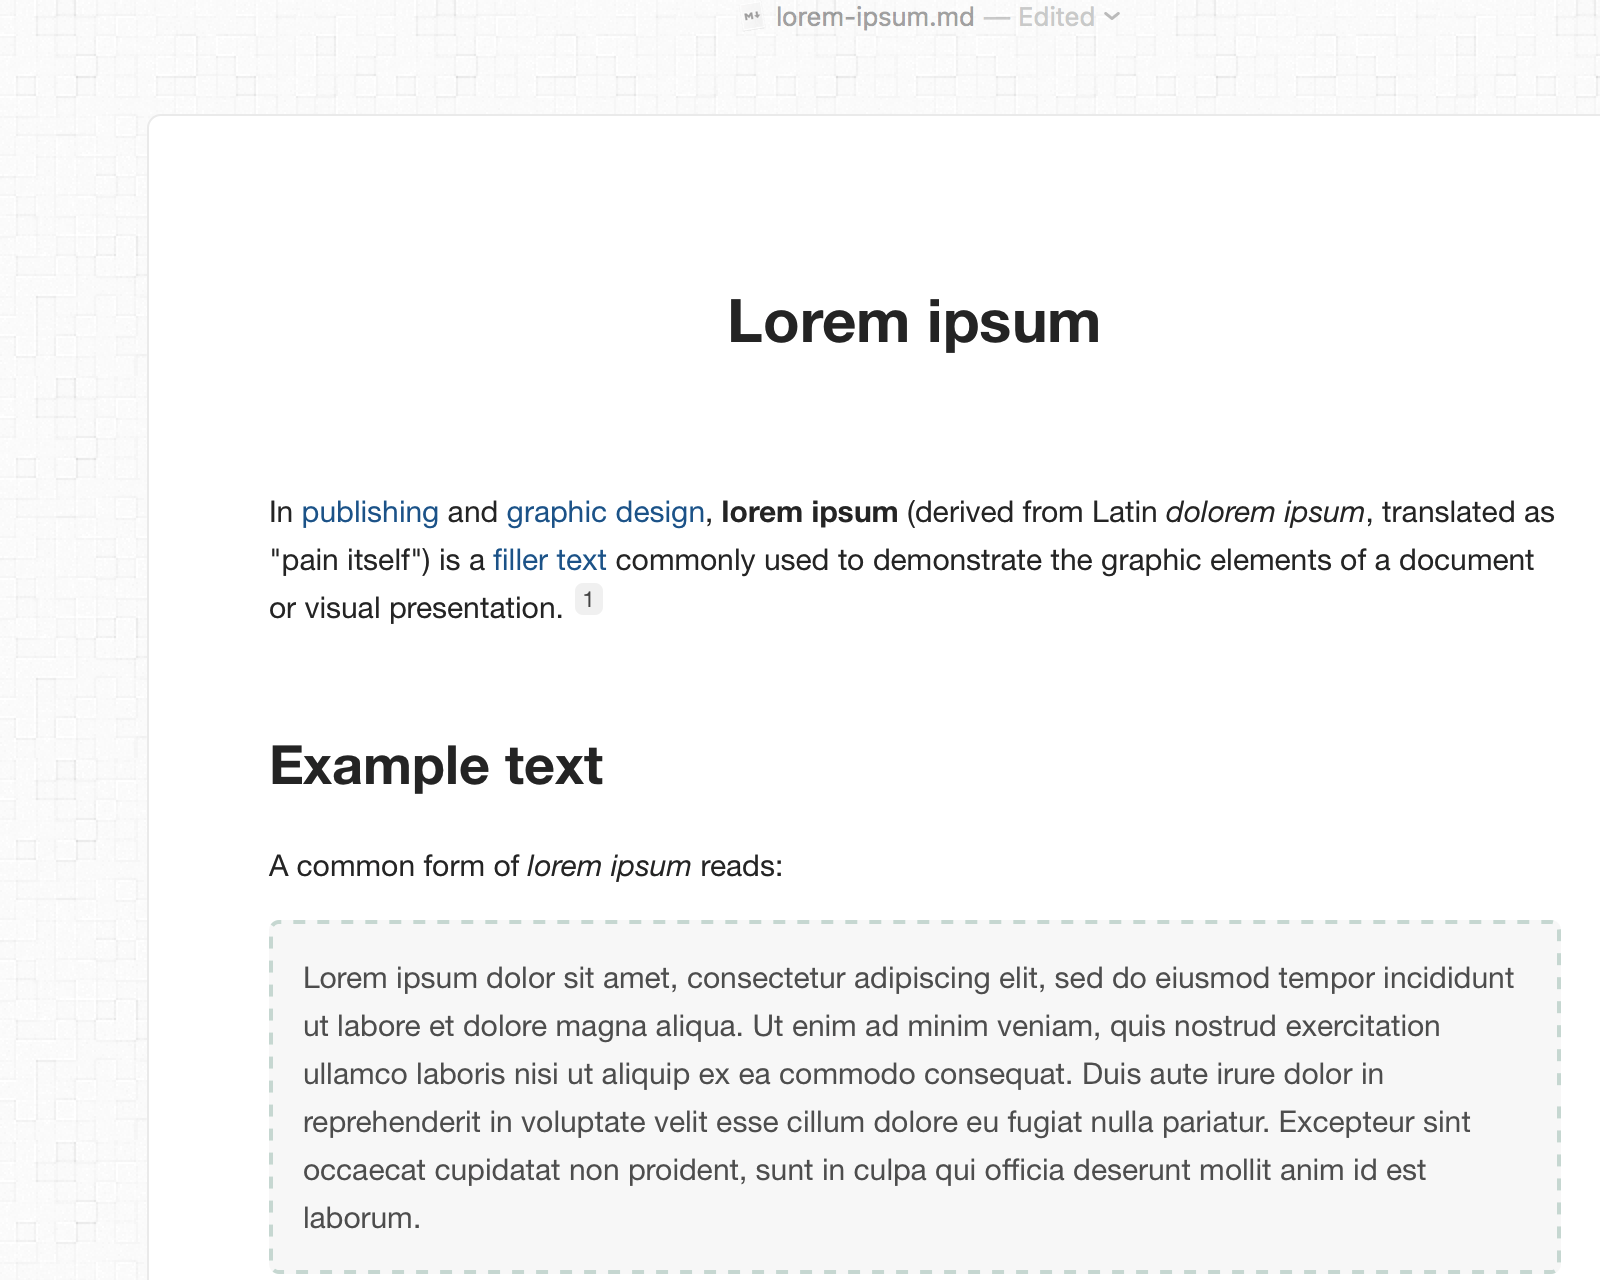 lorem-ipsum.md — Edited
Lorem ipsum
In publishing and graphic design, lorem ipsum (derived from Latin dolorem ipsum, translated as
"pain itself") is a filler text commonly used to demonstrate the graphic elements of a document
or visual presentation. 1
Example text
A common form of lorem ipsum reads:
Lorem ipsum dolor sit amet, consectetur adipiscing elit, sed do eiusmod tempor incididunt
ut labore et dolore magna aliqua. Ut enim ad minim veniam, quis nostrud exercitation
ullamco laboris nisi ut aliquip ex ea commodo consequat. Duis aute irure dolor in
reprehenderit in voluptate velit esse cillum dolore eu fugiat nulla pariatur. Excepteur sint
occaecat cupidatat non proident, sunt in culpa qui officia deserunt mollit anim id est
laborum.